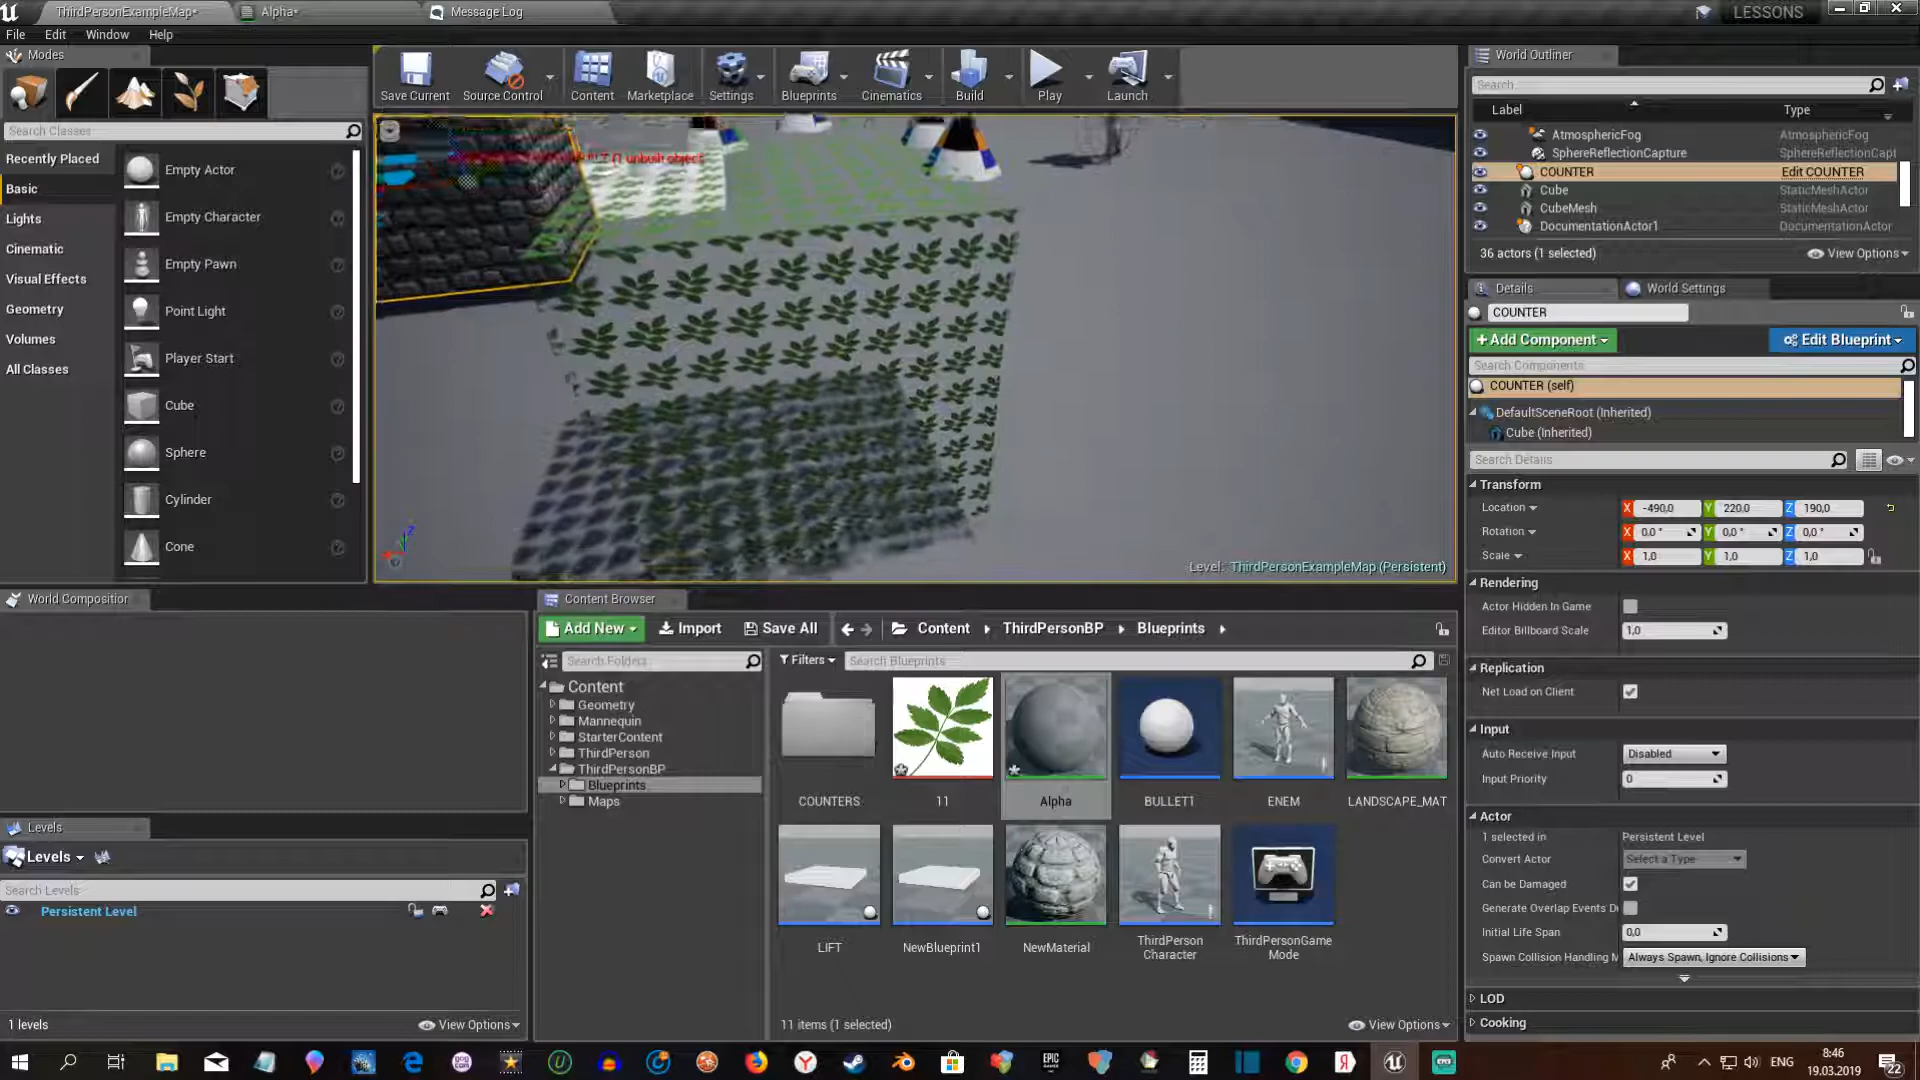 ThirdPersonExampleMap*
Alpha*
Message Log
LESSONS
File Edit Window Help
Modes
Save Current
Source Control
Content
Marketplace
Settings
Blueprints
Cinematics
Build
Play
Launch
Search Classes
Recently Placed
Basic
Lights
Cinematic
Visual Effects
Geometry
Volumes
All Classes
Empty Actor
Empty Character
Empty Pawn
Point Light
Player Start
Cube
Sphere
Cylinder
Cone
unbuilt object
Level: ThirdPersonExampleMap (Persistent)
World Outliner
Search
Label Type
AtmosphericFog AtmosphericFog
SphereReflectionCapture SphereReflectionCapt
COUNTER Edit COUNTER
Cube StaticMeshActor
CubeMesh StaticMeshActor
DocumentationActor1 DocumentationActor
36 actors (1 selected) View Options
Details
World Settings
COUNTER
+Add Component
Edit Blueprint
Search Components
COUNTER (self)
DefaultSceneRoot (Inherited)
Cube (Inherited)
Search Details
Transform
Location X -490,0 Y 220,0 Z 190,0
Rotation X 0,0 ° Y 0,0 ° Z 0,0 °
Scale X 1,0 Y 1,0 Z 1,0
Rendering
Actor Hidden In Game
Editor Billboard Scale 1,0
Replication
Net Load on Client
Input
Auto Receive Input Disabled
Input Priority 0
Actor
1 selected in Persistent Level
Convert Actor Select a Type
Can be Damaged
Generate Overlap Events D
Initial Life Span 0,0
Spawn Collision Handling M Always Spawn, Ignore Collisions
LOD
Cooking
World Composition
Levels
Levels
Search Levels
Persistent Level
1 levels View Options
Content Browser
Add New Import Save All Content ThirdPersonBP Blueprints
Search Folders
Filters
Search Blueprints
Content
Geometry
Mannequin
StarterContent
ThirdPerson
ThirdPersonBP
Blueprints
Maps
COUNTERS
11
Alpha
BULLET1
ENEM
LANDSCAPE_MAT
LIFT
NewBlueprint1
NewMaterial
ThirdPerson
Character
ThirdPersonGame
Mode
11 items (1 selected) View Options
EPIC
ENG
8:46
19.03.2019
22